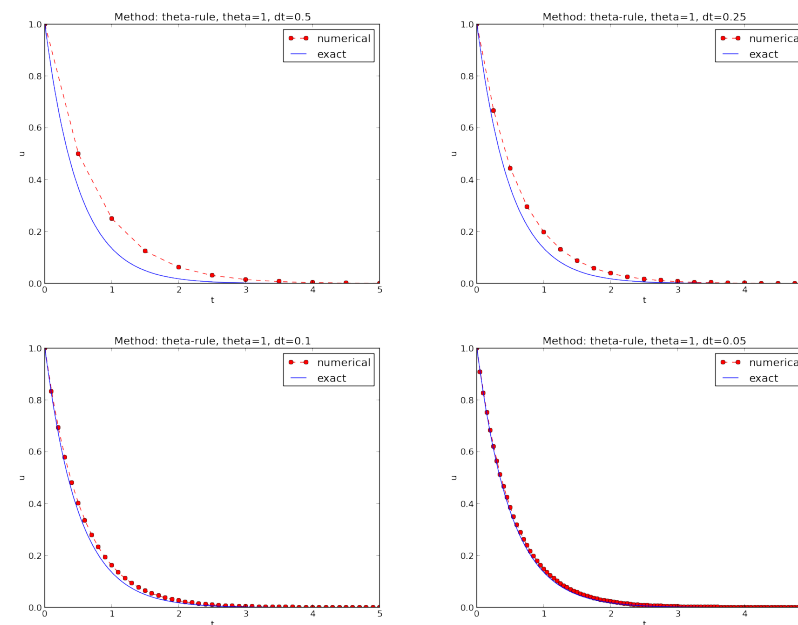 Method: theta-rule, theta=1, dt=0.5
numerical
exact
1.0
0.8
0.6
0.4
0.2
0.0
u
0 1 2 3 4 5
t
Method: theta-rule, theta=1, dt=0.25
numerica
exact
1.0
0.8
0.6
0.4
0.2
0.0
u
0 1 2 3 4
t
Method: theta-rule, theta=1, dt=0.1
numerical
exact
1.0
0.8
0.6
0.4
0.2
0.0
u
0 1 2 3 4 5
t
Method: theta-rule, theta=1, dt=0.05
numerica
exact
1.0
0.8
0.6
0.4
0.2
0.0
u
0 1 2 3 4
t